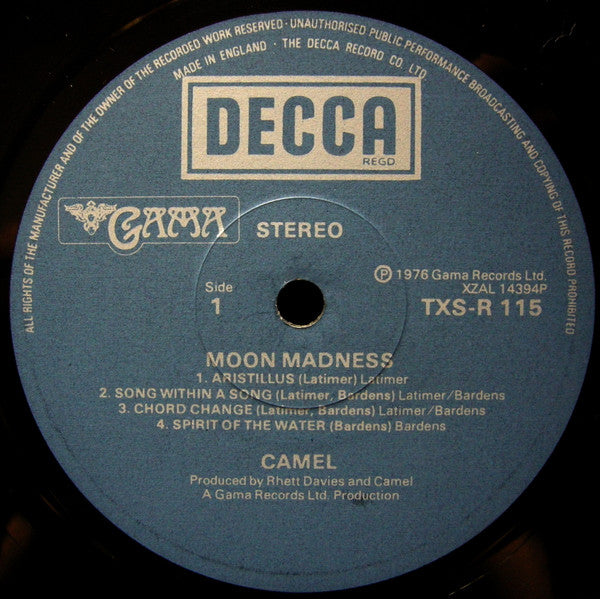 ALL RIGHTS OF THE MANUFACTURER AND OF THE OWNER OF THE RECORDED WORK RESERVED · UNAUTHORISED PUBLIC PERFORMANCE BROADCASTING AND COPYING OF THIS RECORD PROHIBITED
MADE IN ENGLAND · THE DECCA RECORD CO. LTD.
DECCA
REGD
GAMA
STEREO
Side
1
Ⓟ 1976 Gama Records Ltd.
XZAL 14394P
TXS-R 115
MOON MADNESS
1. ARISTILLUS (Latimer) Latimer
2. SONG WITHIN A SONG (Latimer, Bardens) Latimer/Bardens
3. CHORD CHANGE (Latimer, Bardens) Latimer/Bardens
4. SPIRIT OF THE WATER (Bardens) Bardens
CAMEL
Produced by Rhett Davies and Camel
A Gama Records Ltd. Production